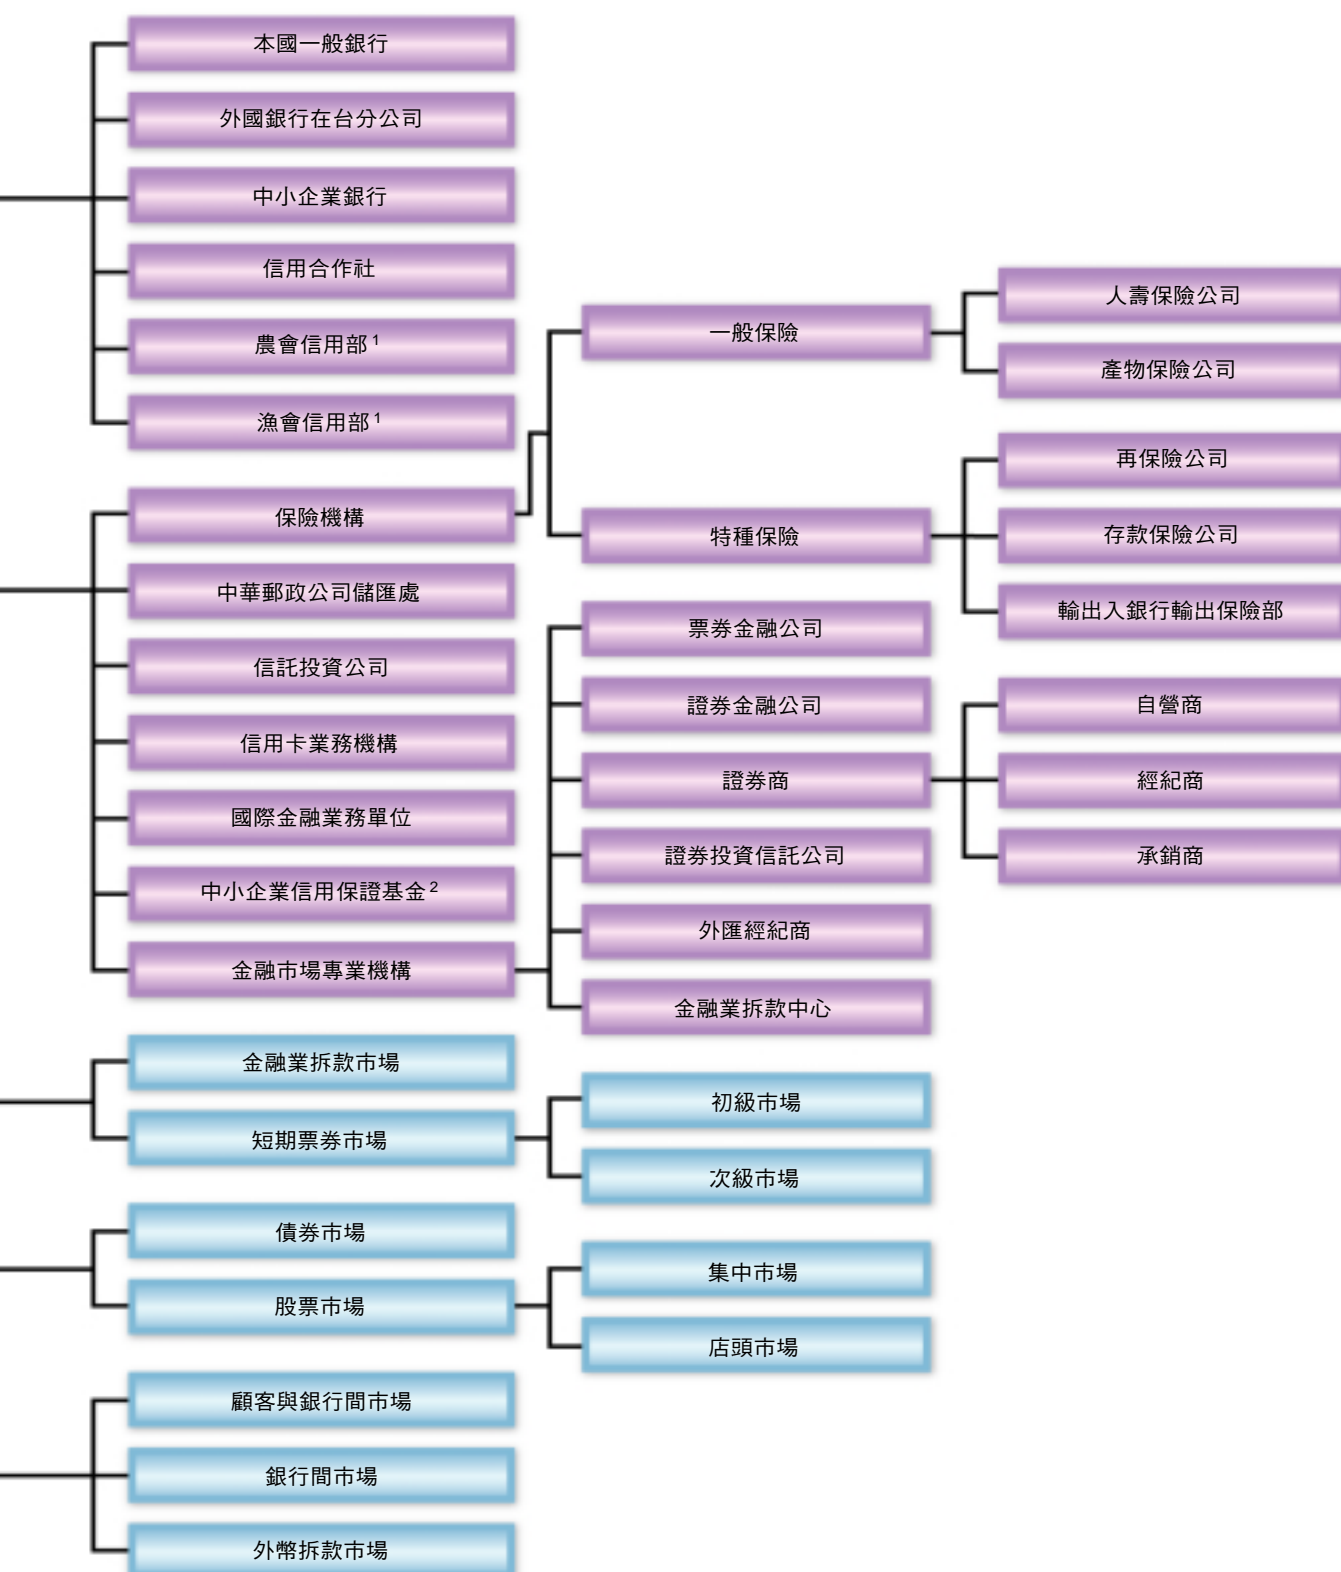 本國一般銀行
外國銀行在台分公司
中小企業銀行
信用合作社
農會信用部1
漁會信用部1
保險機構
中華郵政公司儲匯處
信託投資公司
信用卡業務機構
國際金融業務單位
中小企業信用保證基金2
金融市場專業機構
一般保險
特種保險
人壽保險公司
產物保險公司
再保險公司
存款保險公司
輸出入銀行輸出保險部
票券金融公司
證券金融公司
證券商
證券投資信託公司
外匯經紀商
金融業拆款中心
自營商
經紀商
承銷商
金融業拆款市場
短期票券市場
初級市場
次級市場
債券市場
股票市場
集中市場
店頭市場
顧客與銀行間市場
銀行間市場
外幣拆款市場